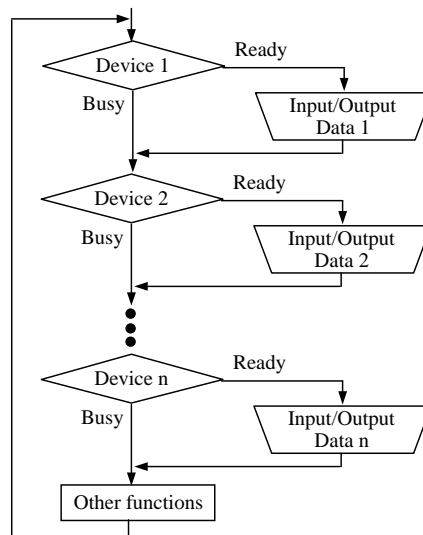 Device 1
Ready
Busy
Input/Output
Data 1
Device 2
Ready
Busy
Input/Output
Data 2
Device n
Ready
Busy
Input/Output
Data n
Other functions